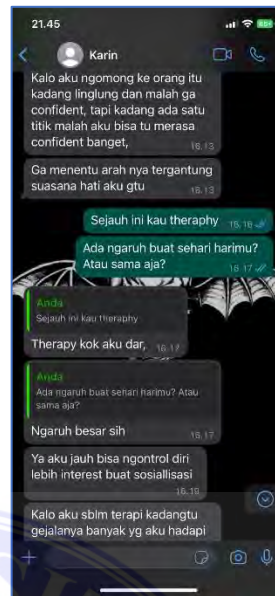 21.45
Karin
Kalo aku ngomong ke orang itu
kadang linglung dan malah ga
confident, tapi kadang ada satu
titik malah aku bisa tu merasa
confident banget,
16.13
Ga menentu arah nya tergantung
suasana hati aku gtu
16.13
Sejauh ini kau theraphy
16.16
Ada ngaruh buat sehari harimu?
Atau sama aja?
16.17
Anda
Sejauh ini kau theraphy
Therapy kok aku dar,
16.17
Anda
Ada ngaruh buat sehari harimu? Atau
sama aja?
Ngaruh besar sih
16.17
Ya aku jauh bisa ngontrol diri
lebih interest buat sosiallisasi
Kalo aku sblm terapi kadangtu
gejalanya banyak yg aku hadapi